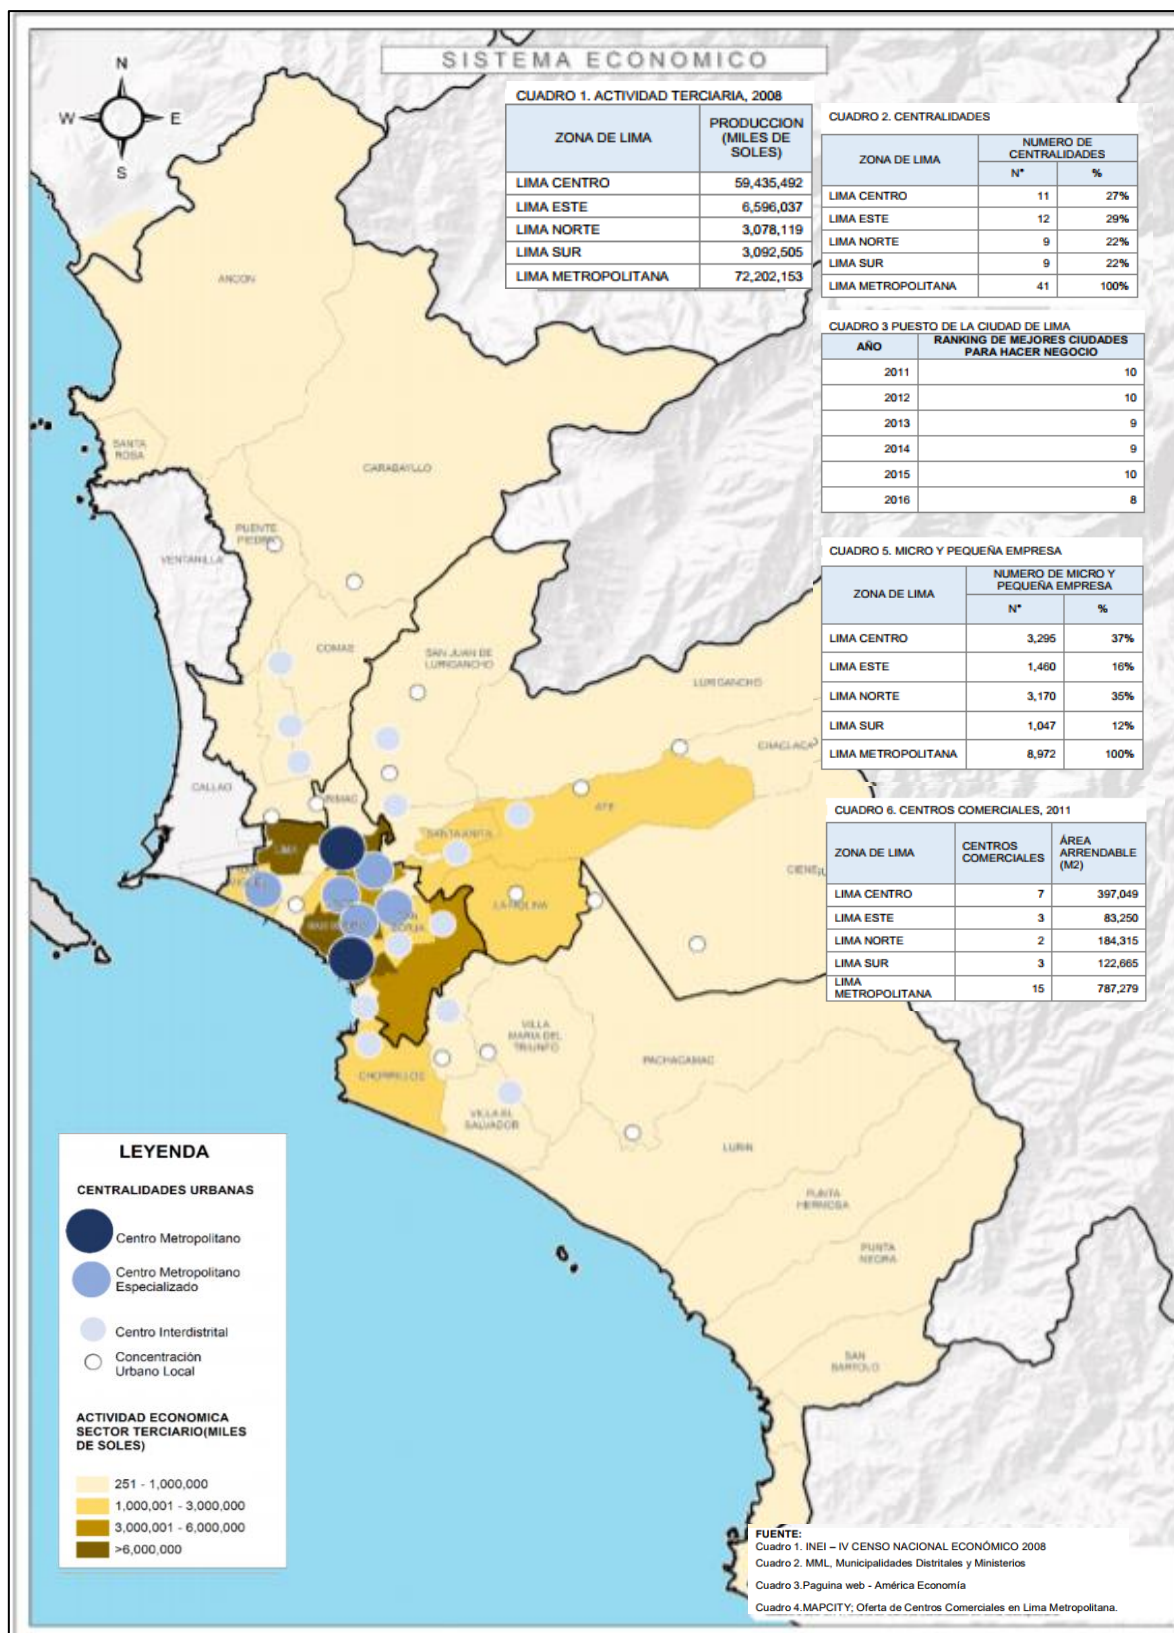 SISTEMA ECONOMICO
N
W E
S
CUADRO 1. ACTIVIDAD TERCIARIA, 2008
ZONA DE LIMA PRODUCCION (MILES DE SOLES)
LIMA CENTRO 59,435,492
LIMA ESTE 6,596,037
LIMA NORTE 3,078,119
LIMA SUR 3,092,505
LIMA METROPOLITANA 72,202,153
CUADRO 2. CENTRALIDADES
ZONA DE LIMA NUMERO DE CENTRALIDADES
N° %
LIMA CENTRO 11 27%
LIMA ESTE 12 29%
LIMA NORTE 9 22%
LIMA SUR 9 22%
LIMA METROPOLITANA 41 100%
CUADRO 3 PUESTO DE LA CIUDAD DE LIMA
AÑO RANKING DE MEJORES CIUDADES PARA HACER NEGOCIO
2011 10
2012 10
2013 9
2014 9
2015 10
2016 8
CUADRO 5. MICRO Y PEQUEÑA EMPRESA
ZONA DE LIMA NUMERO DE MICRO Y PEQUEÑA EMPRESA
N° %
LIMA CENTRO 3,295 37%
LIMA ESTE 1,460 16%
LIMA NORTE 3,170 35%
LIMA SUR 1,047 12%
LIMA METROPOLITANA 8,972 100%
CUADRO 6. CENTROS COMERCIALES, 2011
ZONA DE LIMA CENTROS COMERCIALES ÁREA ARRENDABLE (M2)
LIMA CENTRO 7 397,049
LIMA ESTE 3 83,250
LIMA NORTE 2 184,315
LIMA SUR 3 122,665
LIMA METROPOLITANA 15 787,279
ANCON
SANTA ROSA
CARABAYLLO
PUENTE PIEDRA
VENTANILLA
COMAS
SAN JUAN DE LURIGANCHO
LURIGANCHO
CHACLACA
CALLAO
RIMAC
ATE
SANTA ANITA
LIMA
CIENE
LA MOLINA
SAN BORJA
VILLA MARIA DEL TRIUNFO
PACHACAMAC
CHORRILLOS
VILLA EL SALVADOR
LURIN
PUNTA HERMOSA
PUNTA NEGRA
SAN BARTOLO
LEYENDA
CENTRALIDADES URBANAS
Centro Metropolitano
Centro Metropolitano
Especializado
Centro Interdistrital
Concentración
Urbano Local
ACTIVIDAD ECONOMICA
SECTOR TERCIARIO(MILES
DE SOLES)
251 - 1,000,000
1,000,001 - 3,000,000
3,000,001 - 6,000,000
>6,000,000
FUENTE:
Cuadro 1. INEI – IV CENSO NACIONAL ECONÓMICO 2008
Cuadro 2. MML, Municipalidades Distritales y Ministerios
Cuadro 3.Paguina web - América Economía
Cuadro 4.MAPCITY; Oferta de Centros Comerciales en Lima Metropolitana.